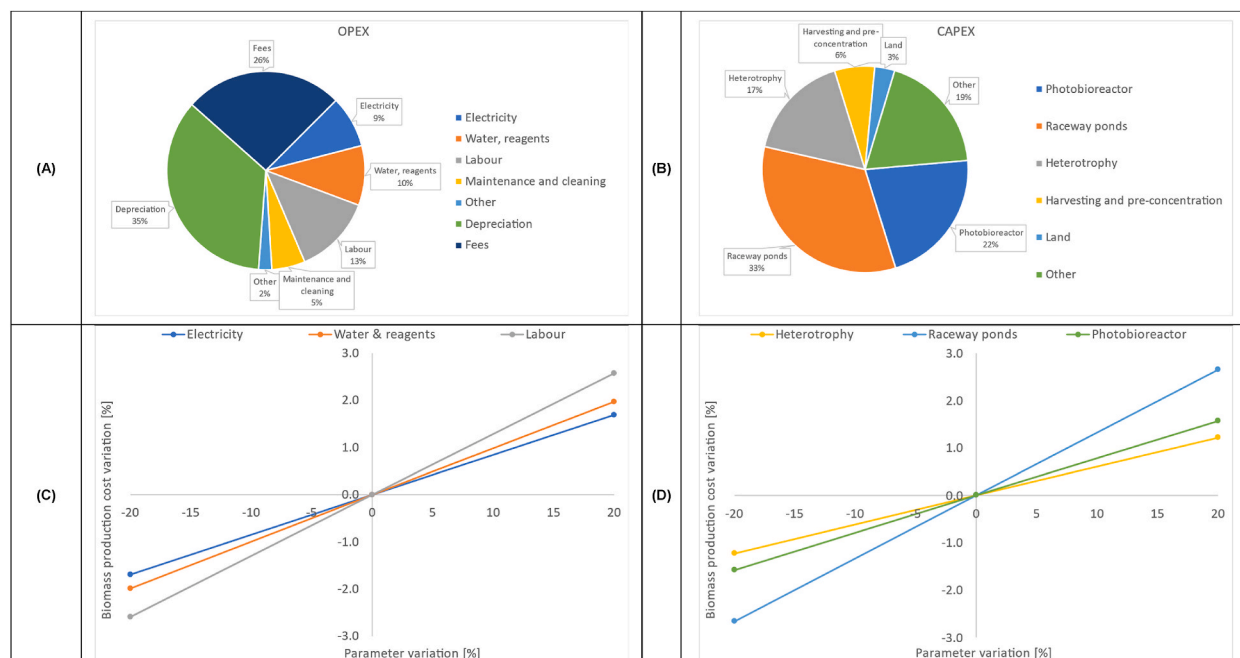 (A)
OPEX
Fees
26%
Electricity
9%
Water, reagents
10%
Labour
13%
Maintenance and
cleaning
5%
Other
2%
Depreciation
35%
Electricity
Water, reagents
Labour
Maintenance and cleaning
Other
Depreciation
Fees
(B)
CAPEX
Harvesting and pre-
concentration
6%
Land
3%
Other
19%
Heterotrophy
17%
Photobioreactor
22%
Raceway ponds
33%
Photobioreactor
Raceway ponds
Heterotrophy
Harvesting and pre-concentration
Land
Other
(C)
Electricity Water & reagents Labour
Biomass production cost variation [%]
3.0
2.0
1.0
0.0
-20 -15 -10 -5 0 5 10 15 20
-1.0
-2.0
-3.0
Parameter variation [%]
(D)
Heterotrophy Raceway ponds Photobioreactor
Biomass production cost variation [%]
3.0
2.0
1.0
0.0
-20 -15 -10 -5 0 5 10 15 20
-1.0
-2.0
-3.0
Parameter variation [%]